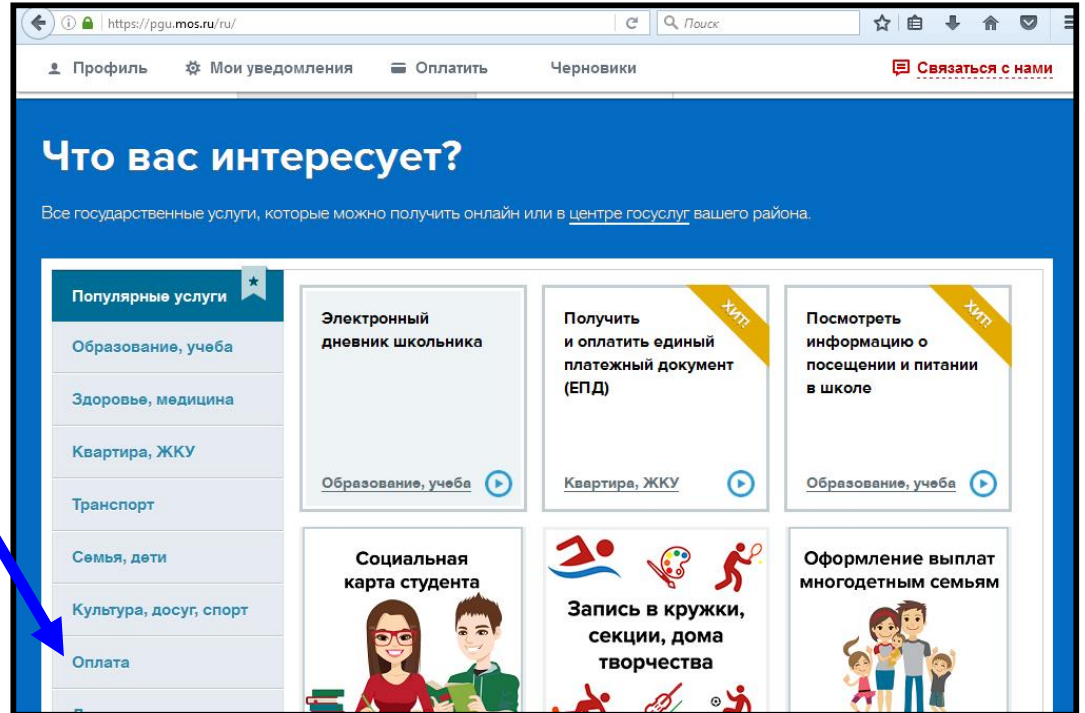 https://pgu.mos.ru/ru/
Поиск
Профиль
Мои уведомления
Оплатить
Черновики
Связаться с нами
Что вас интересует?
Все государственные услуги, которые можно получить онлайн или в центре госуслуг вашего района.
Популярные услуги
Образование, учеба
Здоровье, медицина
Квартира, ЖКУ
Транспорт
Семья, дети
Культура, досуг, спорт
Оплата
Электронный
дневник школьника
Образование, учеба
ХИТ!
Получить
и оплатить единый
платежный документ
(ЕПД)
Квартира, ЖКУ
ХИТ!
Посмотреть
информацию о
посещении и питании
в школе
Образование, учеба
Социальная
карта студента
Запись в кружки,
секции, дома
творчества
Оформление выплат
многодетным семьям